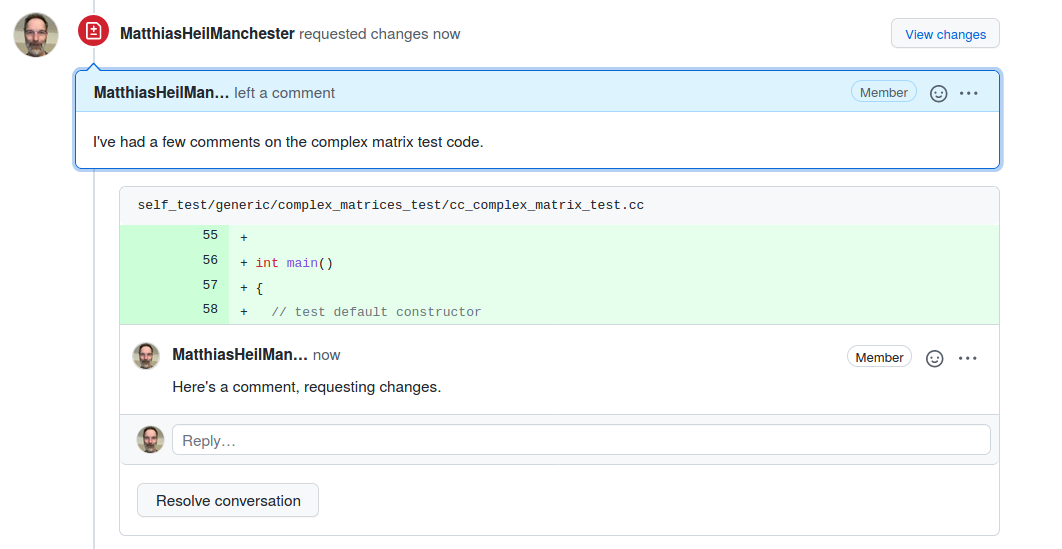 MatthiasHeilManchester requested changes now
View changes
MatthiasHeilMan… left a comment
Member
I've had a few comments on the complex matrix test code.
self_test/generic/complex_matrices_test/cc_complex_matrix_test.cc
55 +
56 + int main()
57 + {
58 + // test default constructor
MatthiasHeilMan… now
Member
Here's a comment, requesting changes.
Reply…
Resolve conversation